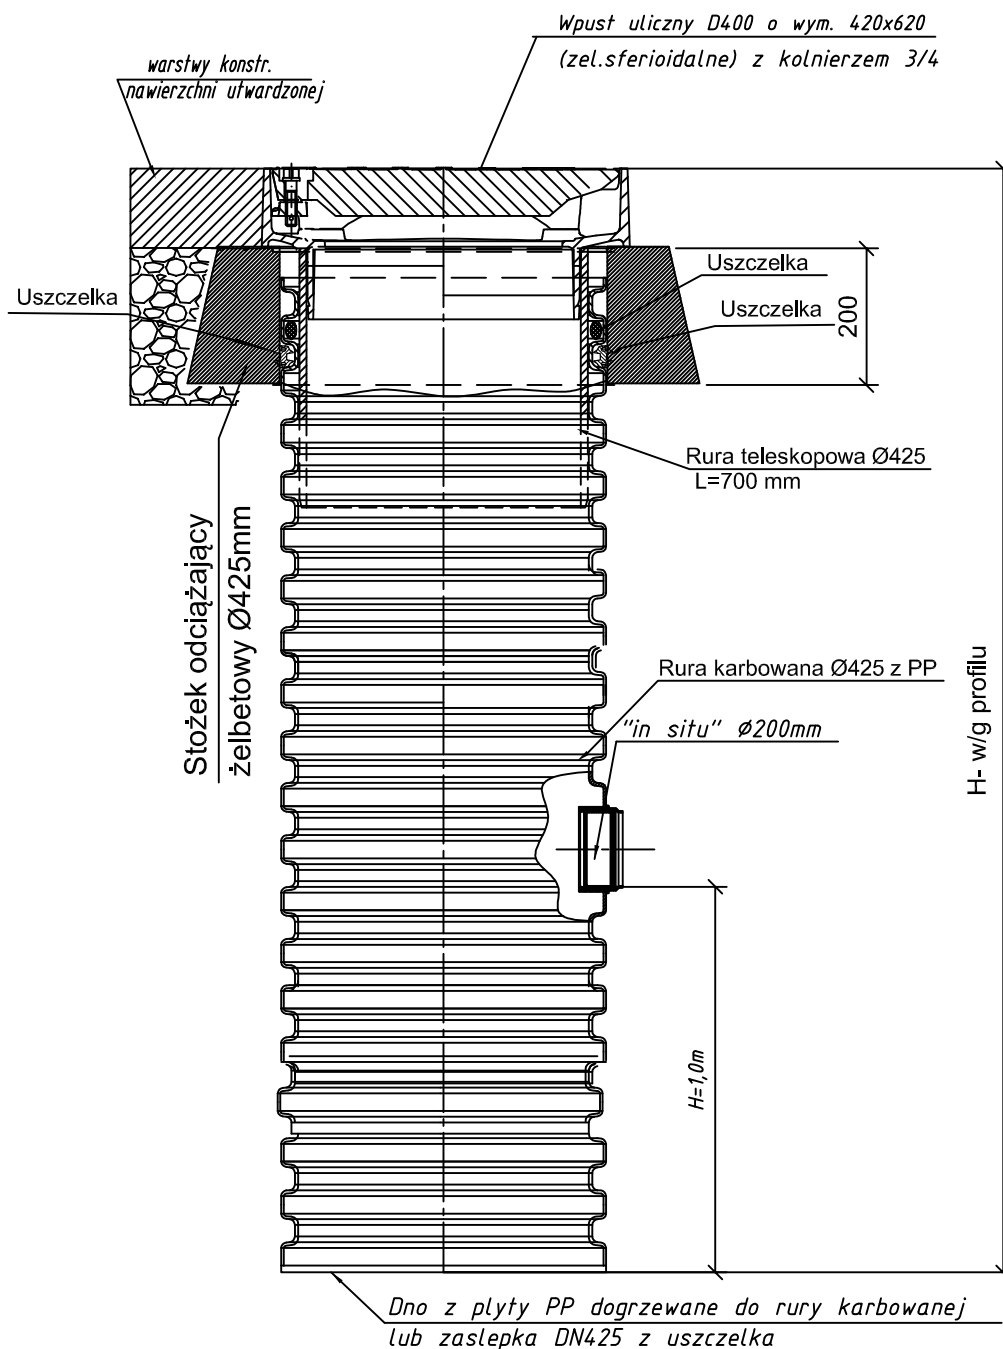 Wpust uliczny D400 o wym. 420x620
(zel.sferioidalne) z kolnierzem 3/4
warstwy konstr.
nawierzchni utwardzonej
Uszczelka
Uszczelka
Uszczelka
200
Rura teleskopowa Ø425
L=700 mm
Stożek odciążający
żelbetowy Ø425mm
Rura karbowana Ø425 z PP
"in situ" Ø200mm
H- w/g profilu
H=1,0m
Dno z plyty PP dogrzewane do rury karbowanej
lub zaslepka DN425 z uszczelka